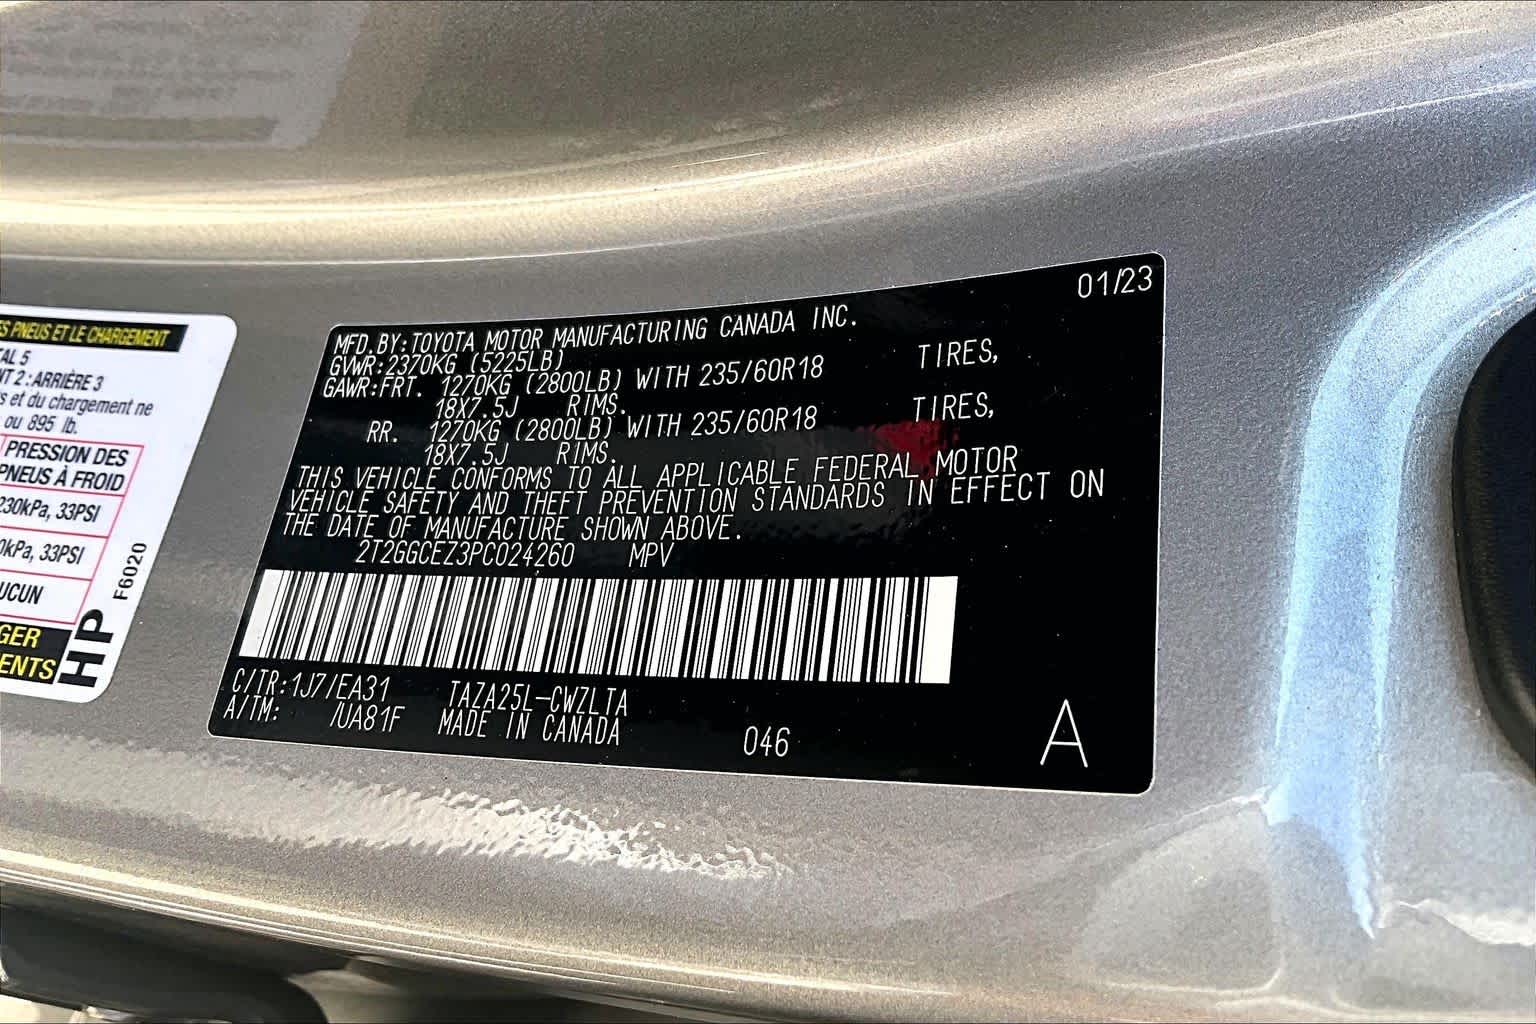 ES PNEUS ET LE CHARGEMENT
TAL 5
NT 2 : ARRIÈRE 3
s et du chargement ne
ou 895 lb.
PRESSION DES
PNEUS À FROID
230kPa, 33PSI
0kPa, 33PSI
UCUN
GER
ENTS
HP
F6020
01/23
MFD.BY:TOYOTA MOTOR MANUFACTURING CANADA INC.
GVWR:2370KG (5225LB)
GAWR:FRT. 1270KG (2800LB) WITH 235/60R18 TIRES,
18X7.5J RIMS.
RR. 1270KG (2800LB) WITH 235/60R18 TIRES,
18X7.5J RIMS.
THIS VEHICLE CONFORMS TO ALL APPLICABLE FEDERAL MOTOR
VEHICLE SAFETY AND THEFT PREVENTION STANDARDS IN EFFECT ON
THE DATE OF MANUFACTURE SHOWN ABOVE.
2T2GGCEZ3PC024260 MPV
C/TR:1J7/EA31 TAZA25L-CWZLTA
A/TM: /UA81F MADE IN CANADA
046
A